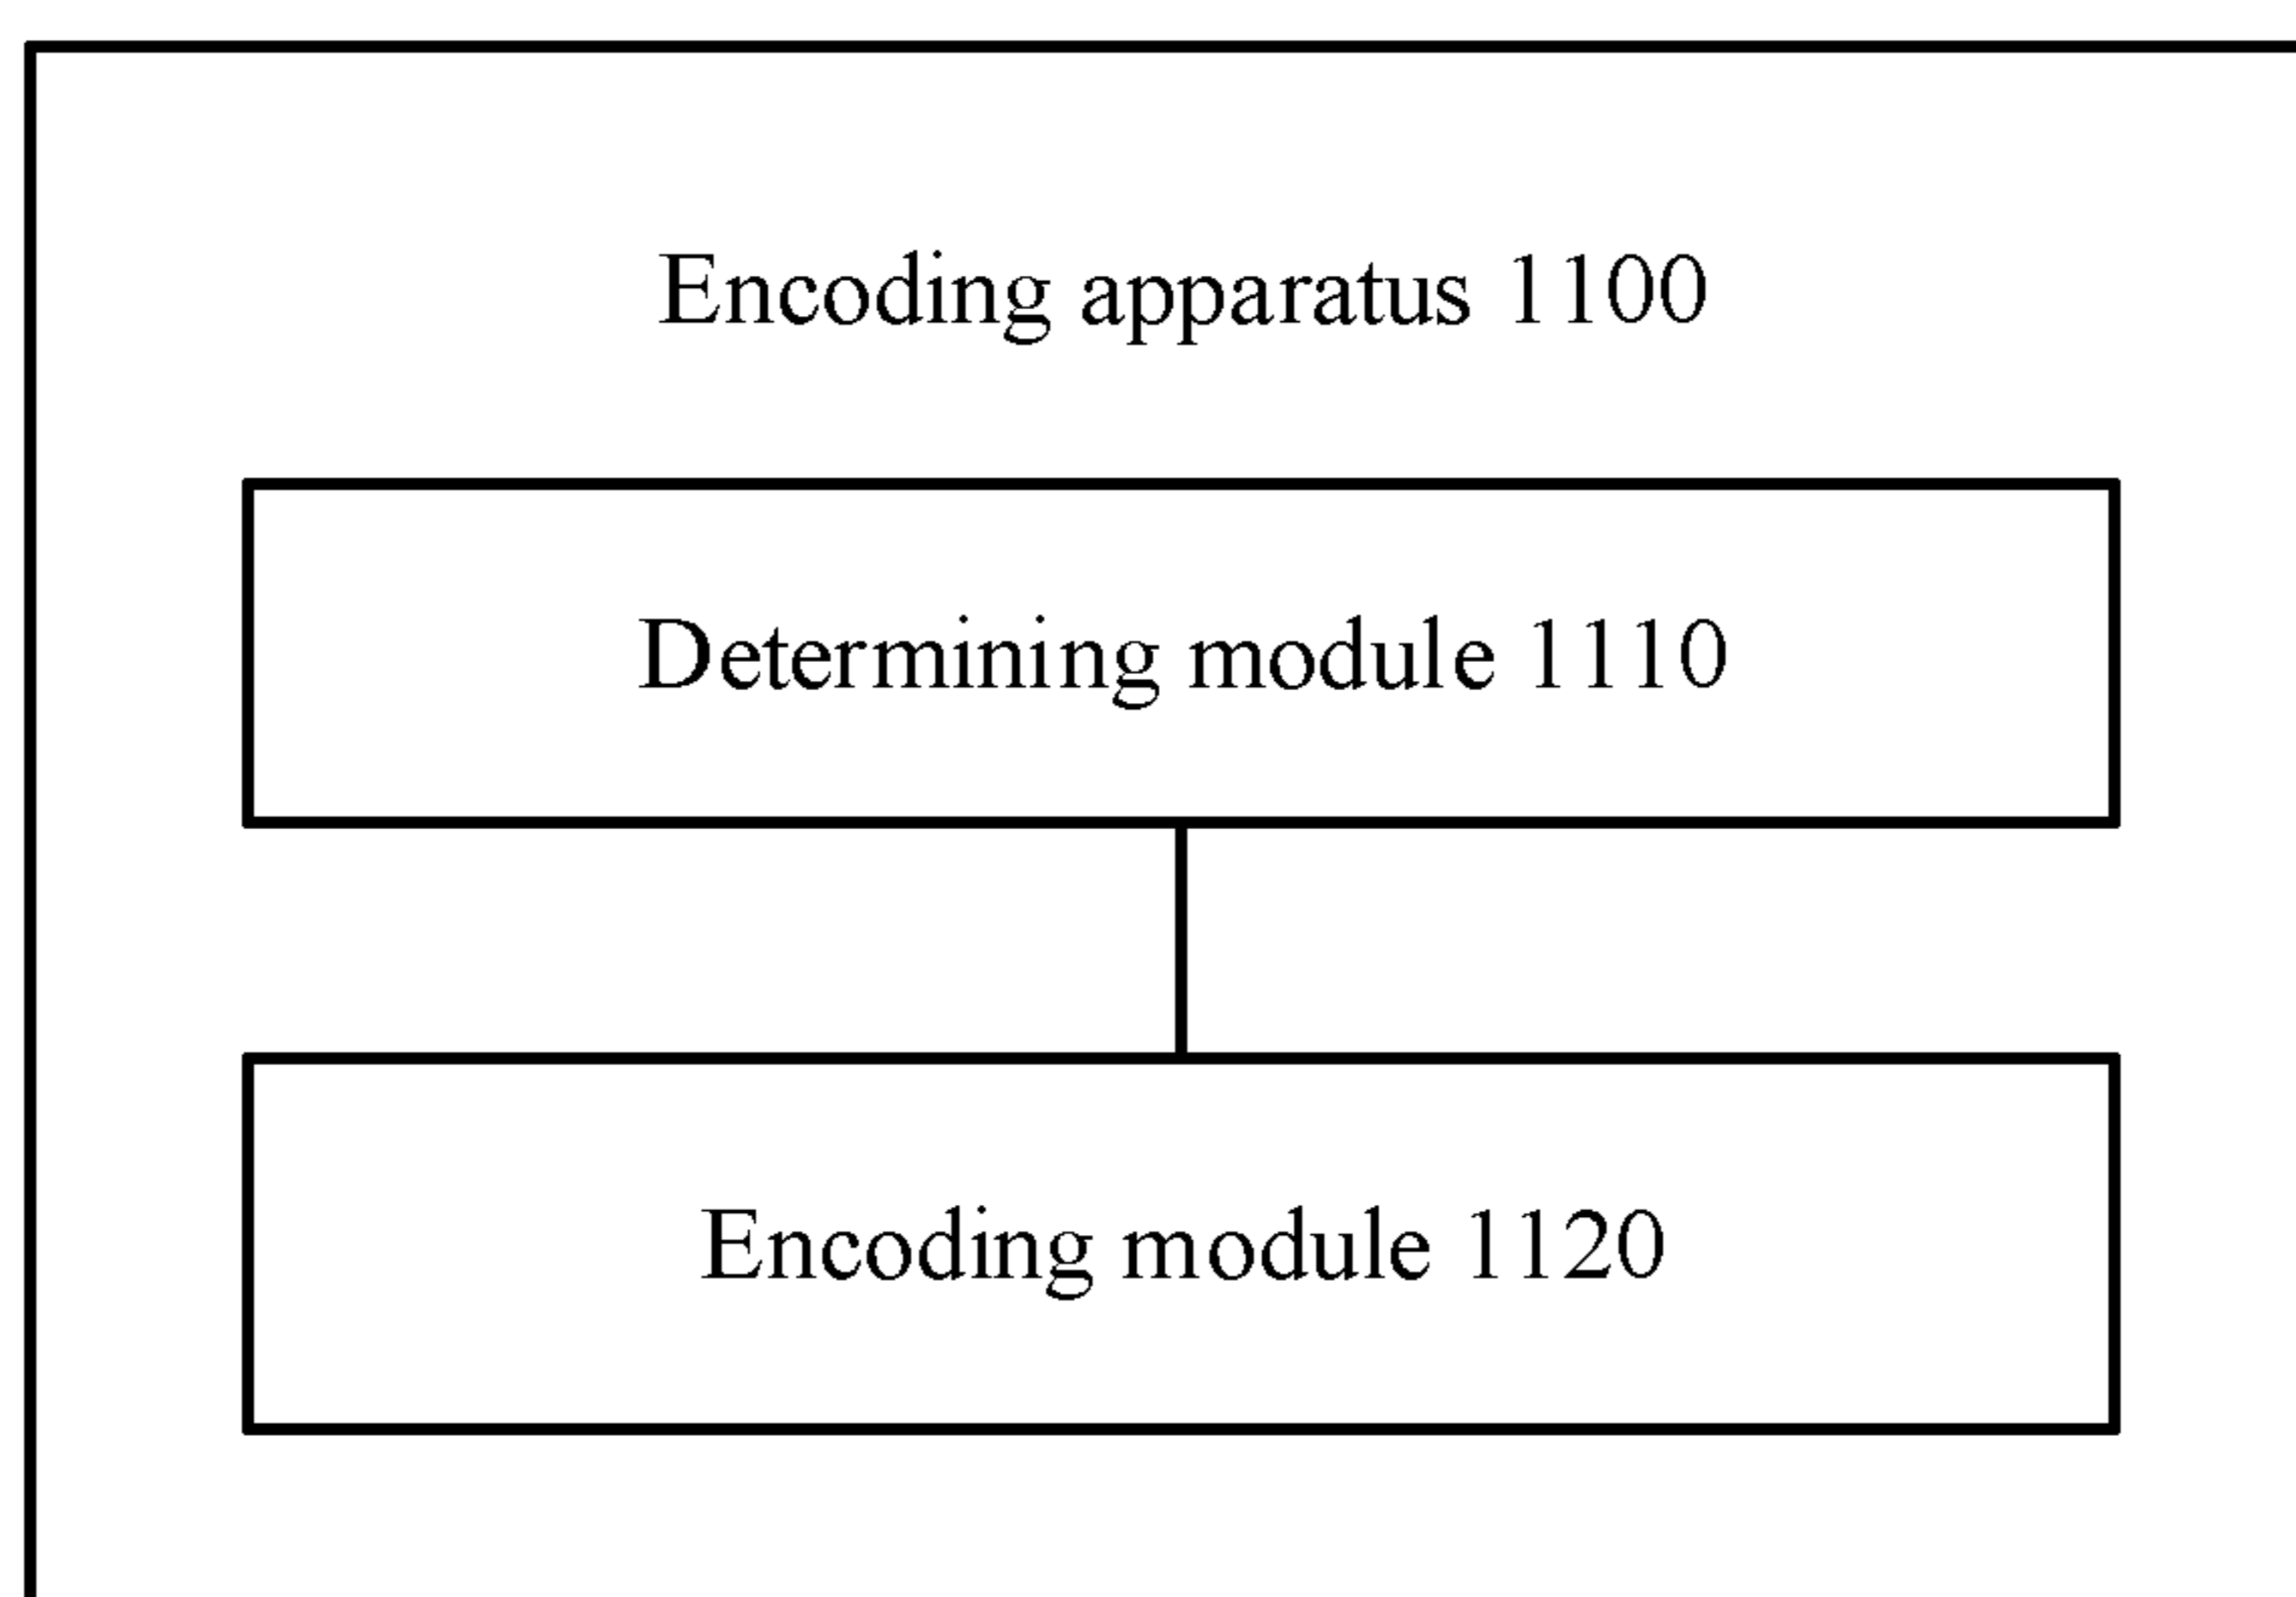 Encoding apparatus 1100
Determining module 1110
Encoding module 1120